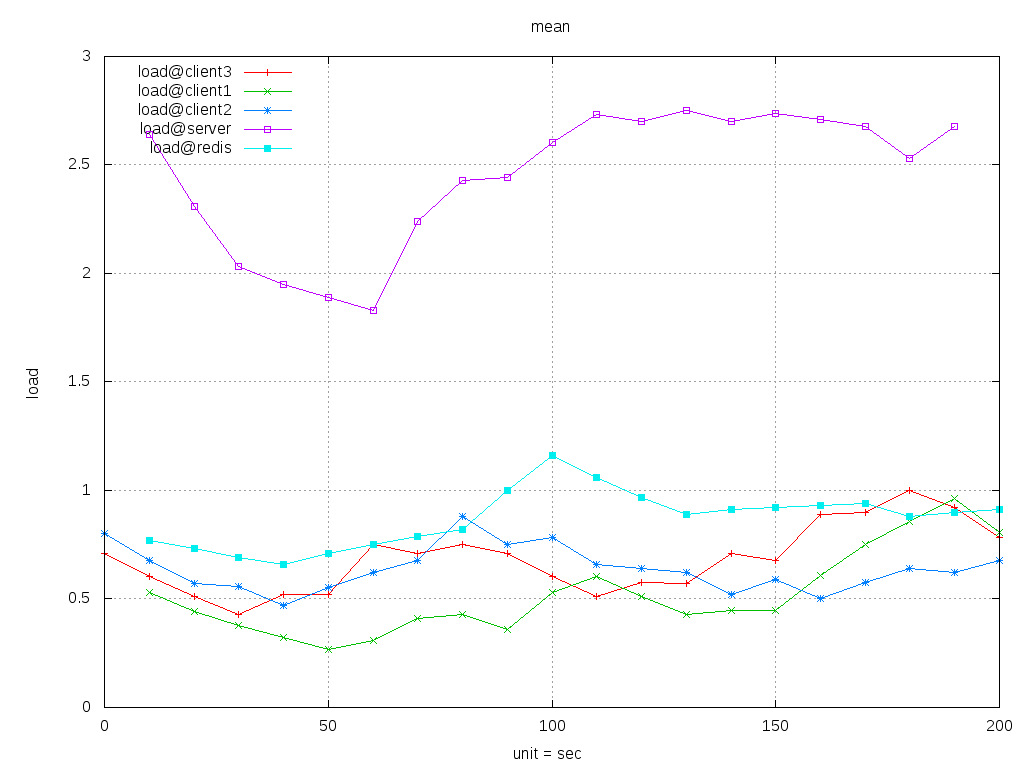 mean
3
load@client3
load@client1
load@client2
load@server
load@redis
2.5
2
1.5
load
1
0.5
0
0 50 100 150 200
unit = sec